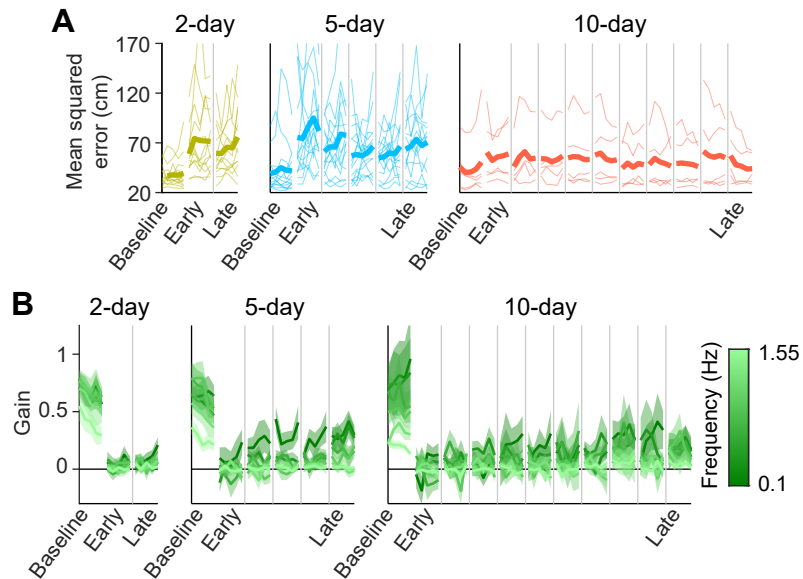 A
2-day
5-day
10-day
Mean squared
error (cm)
170
120
70
20
Baseline
Early
Late
Baseline
Early
Late
Baseline
Early
Late
B
2-day
5-day
10-day
Gain
1
0.5
0
Baseline
Early
Late
Baseline
Early
Late
Baseline
Early
Late
Frequency (Hz)
1.55
0.1